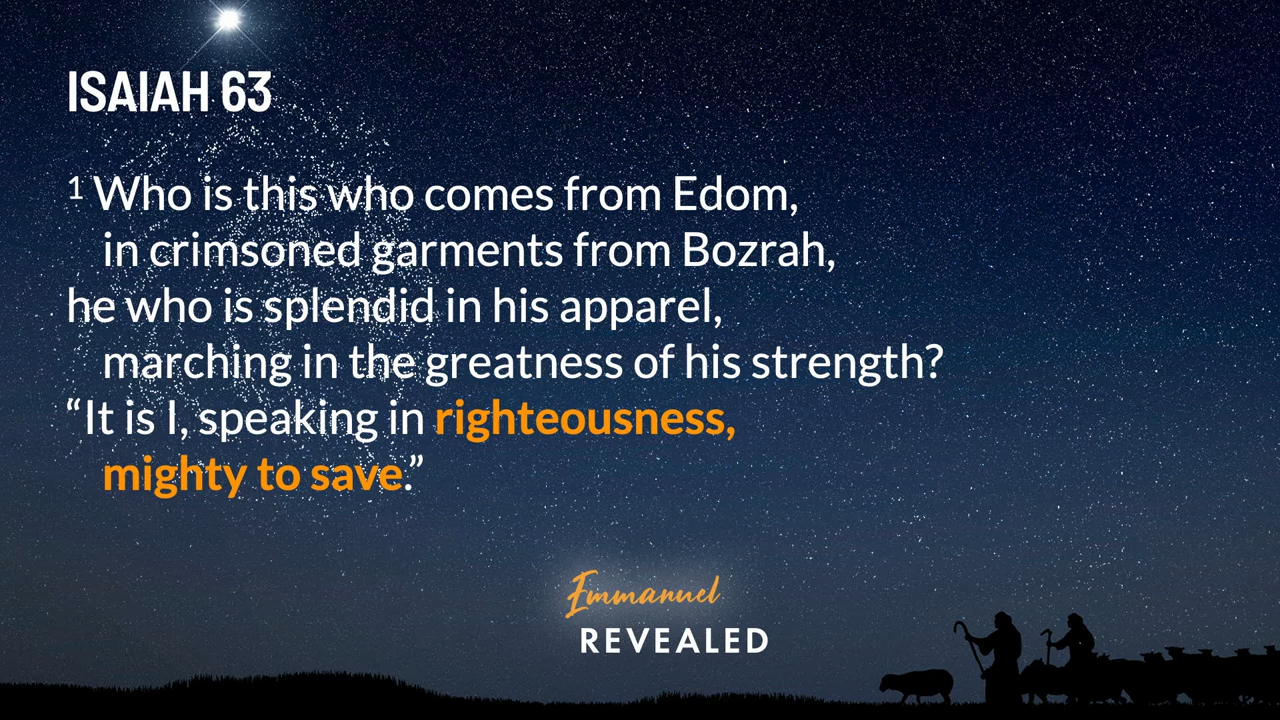 ISAIAH 63
1 Who is this who comes from Edom,
in crimsoned garments from Bozrah,
he who is splendid in his apparel,
marching in the greatness of his strength?
“It is I, speaking in righteousness,
mighty to save.”
Emmanuel
REVEALED